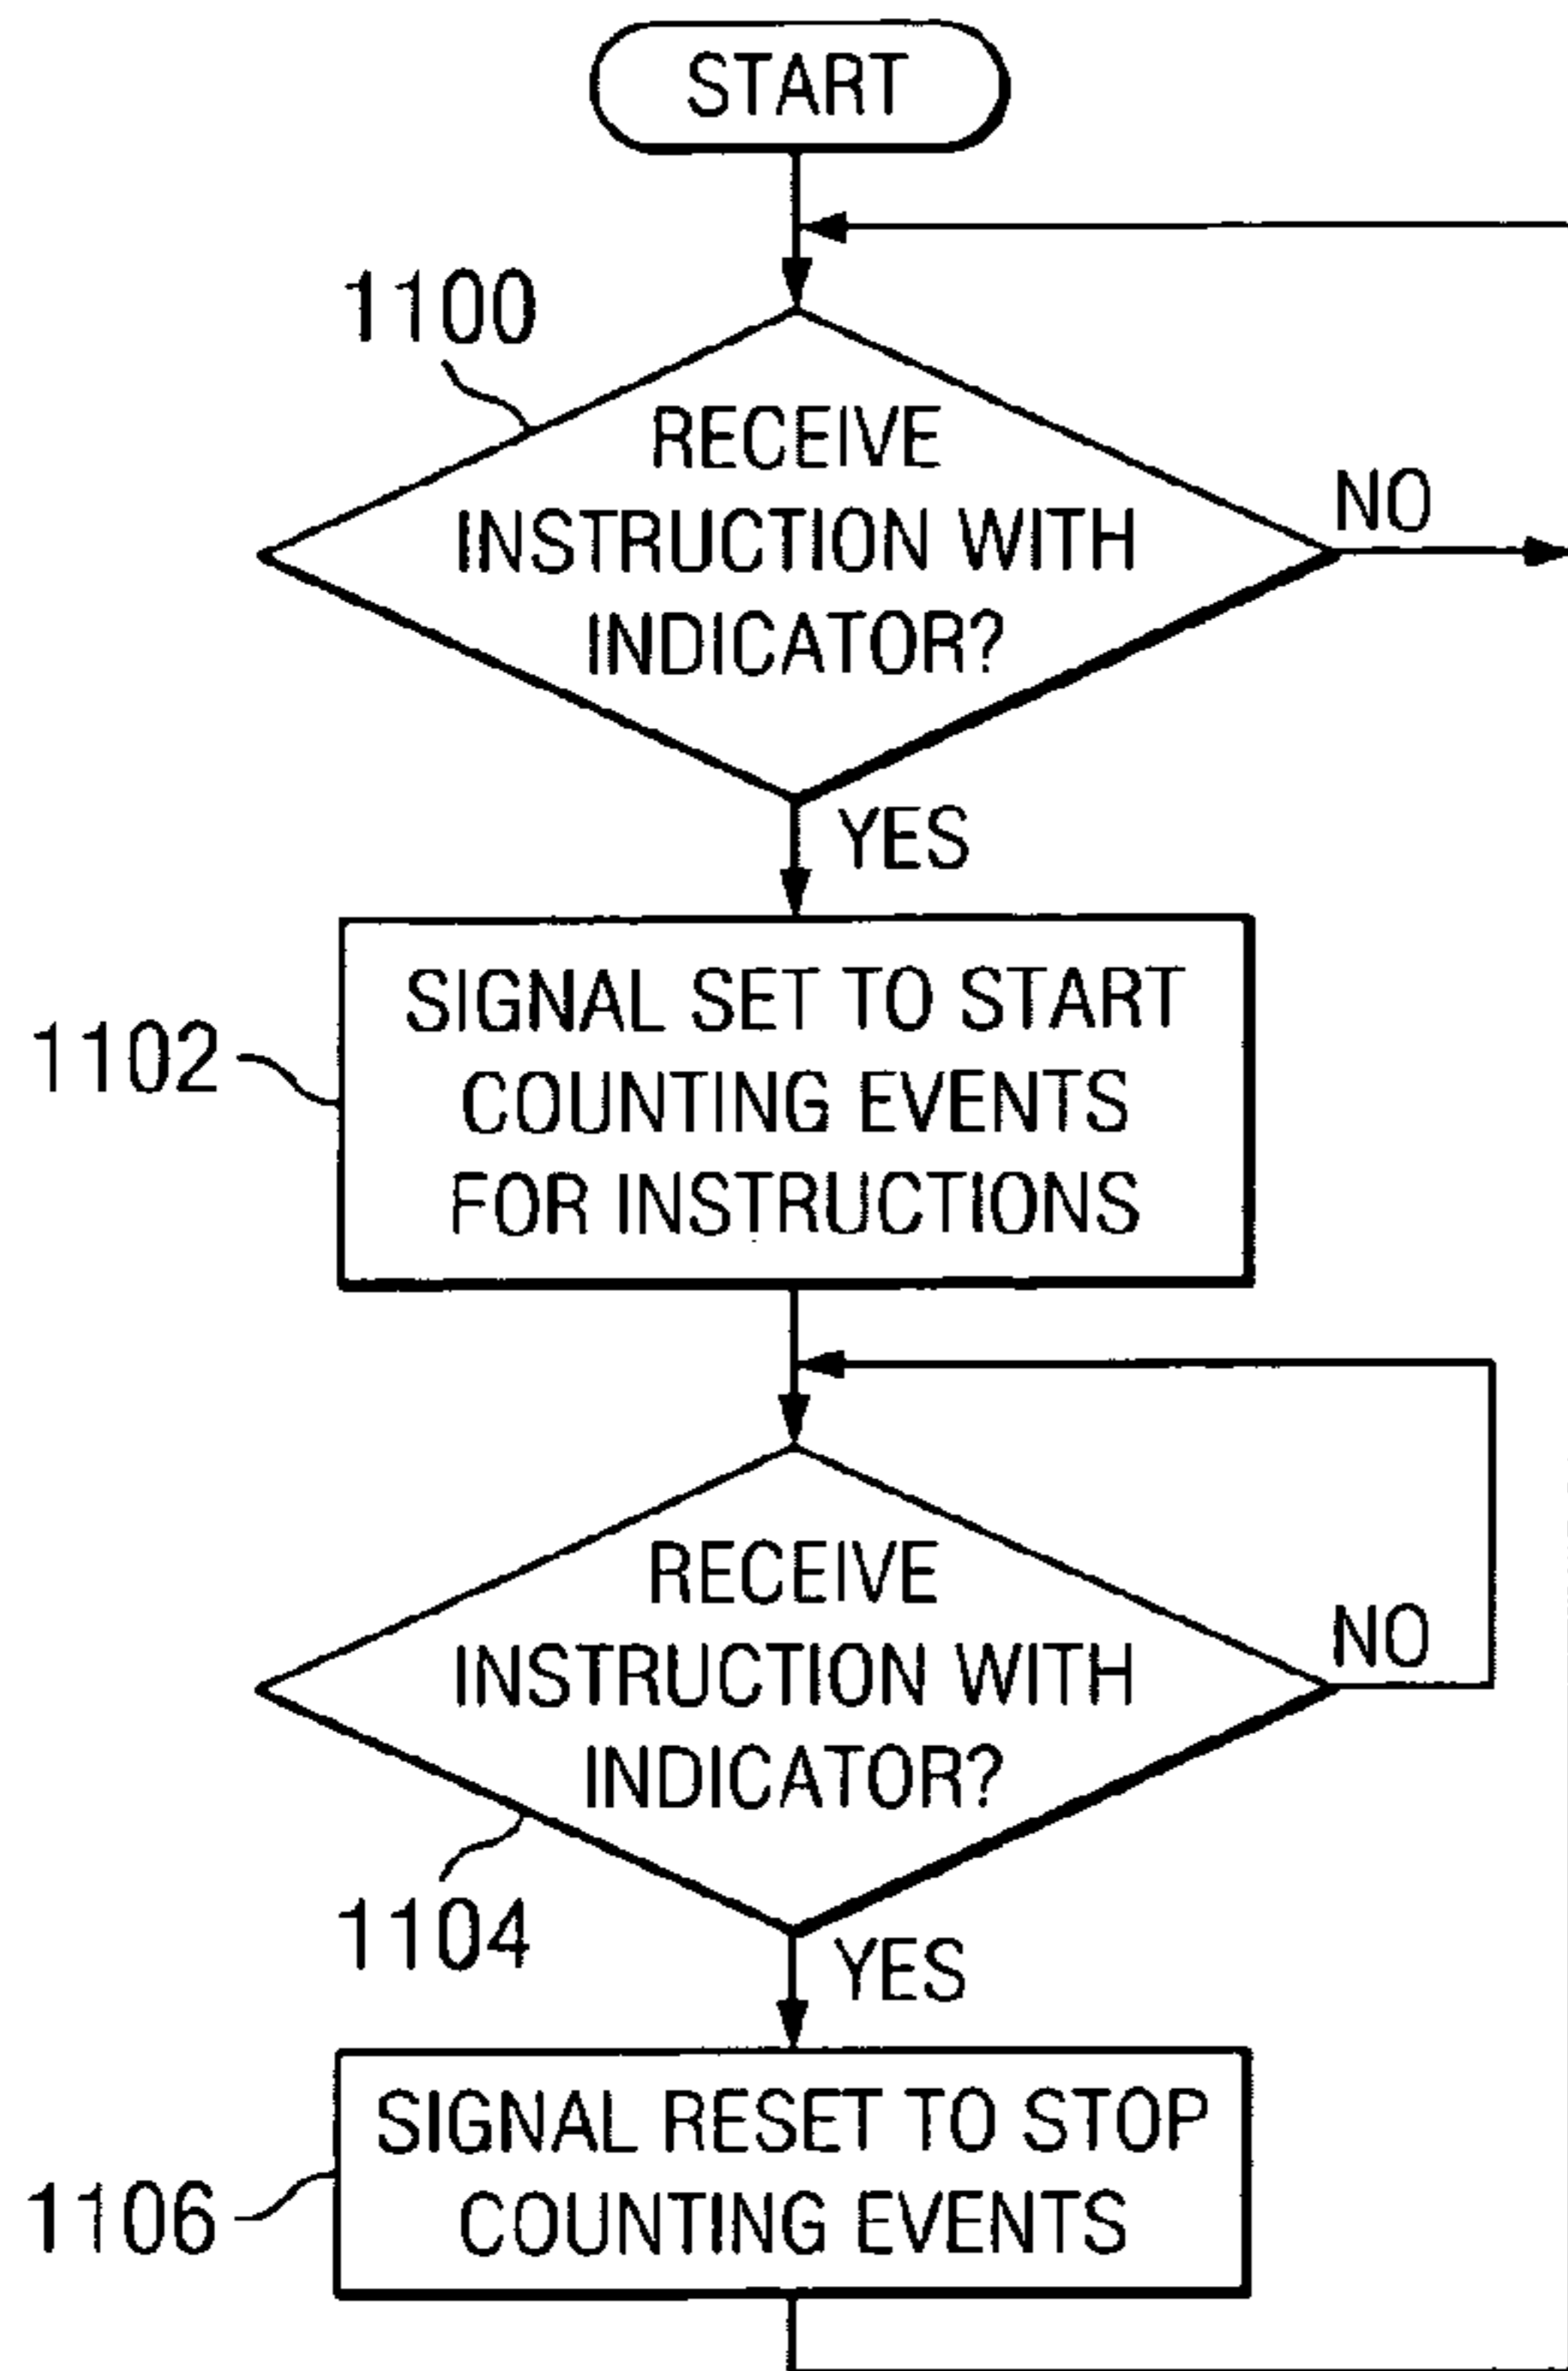 START
1100
RECEIVE
INSTRUCTION WITH
INDICATOR?
NO
YES
1102
SIGNAL SET TO START
COUNTING EVENTS
FOR INSTRUCTIONS
RECEIVE
INSTRUCTION WITH
INDICATOR?
NO
1104
YES
1106
SIGNAL RESET TO STOP
COUNTING EVENTS